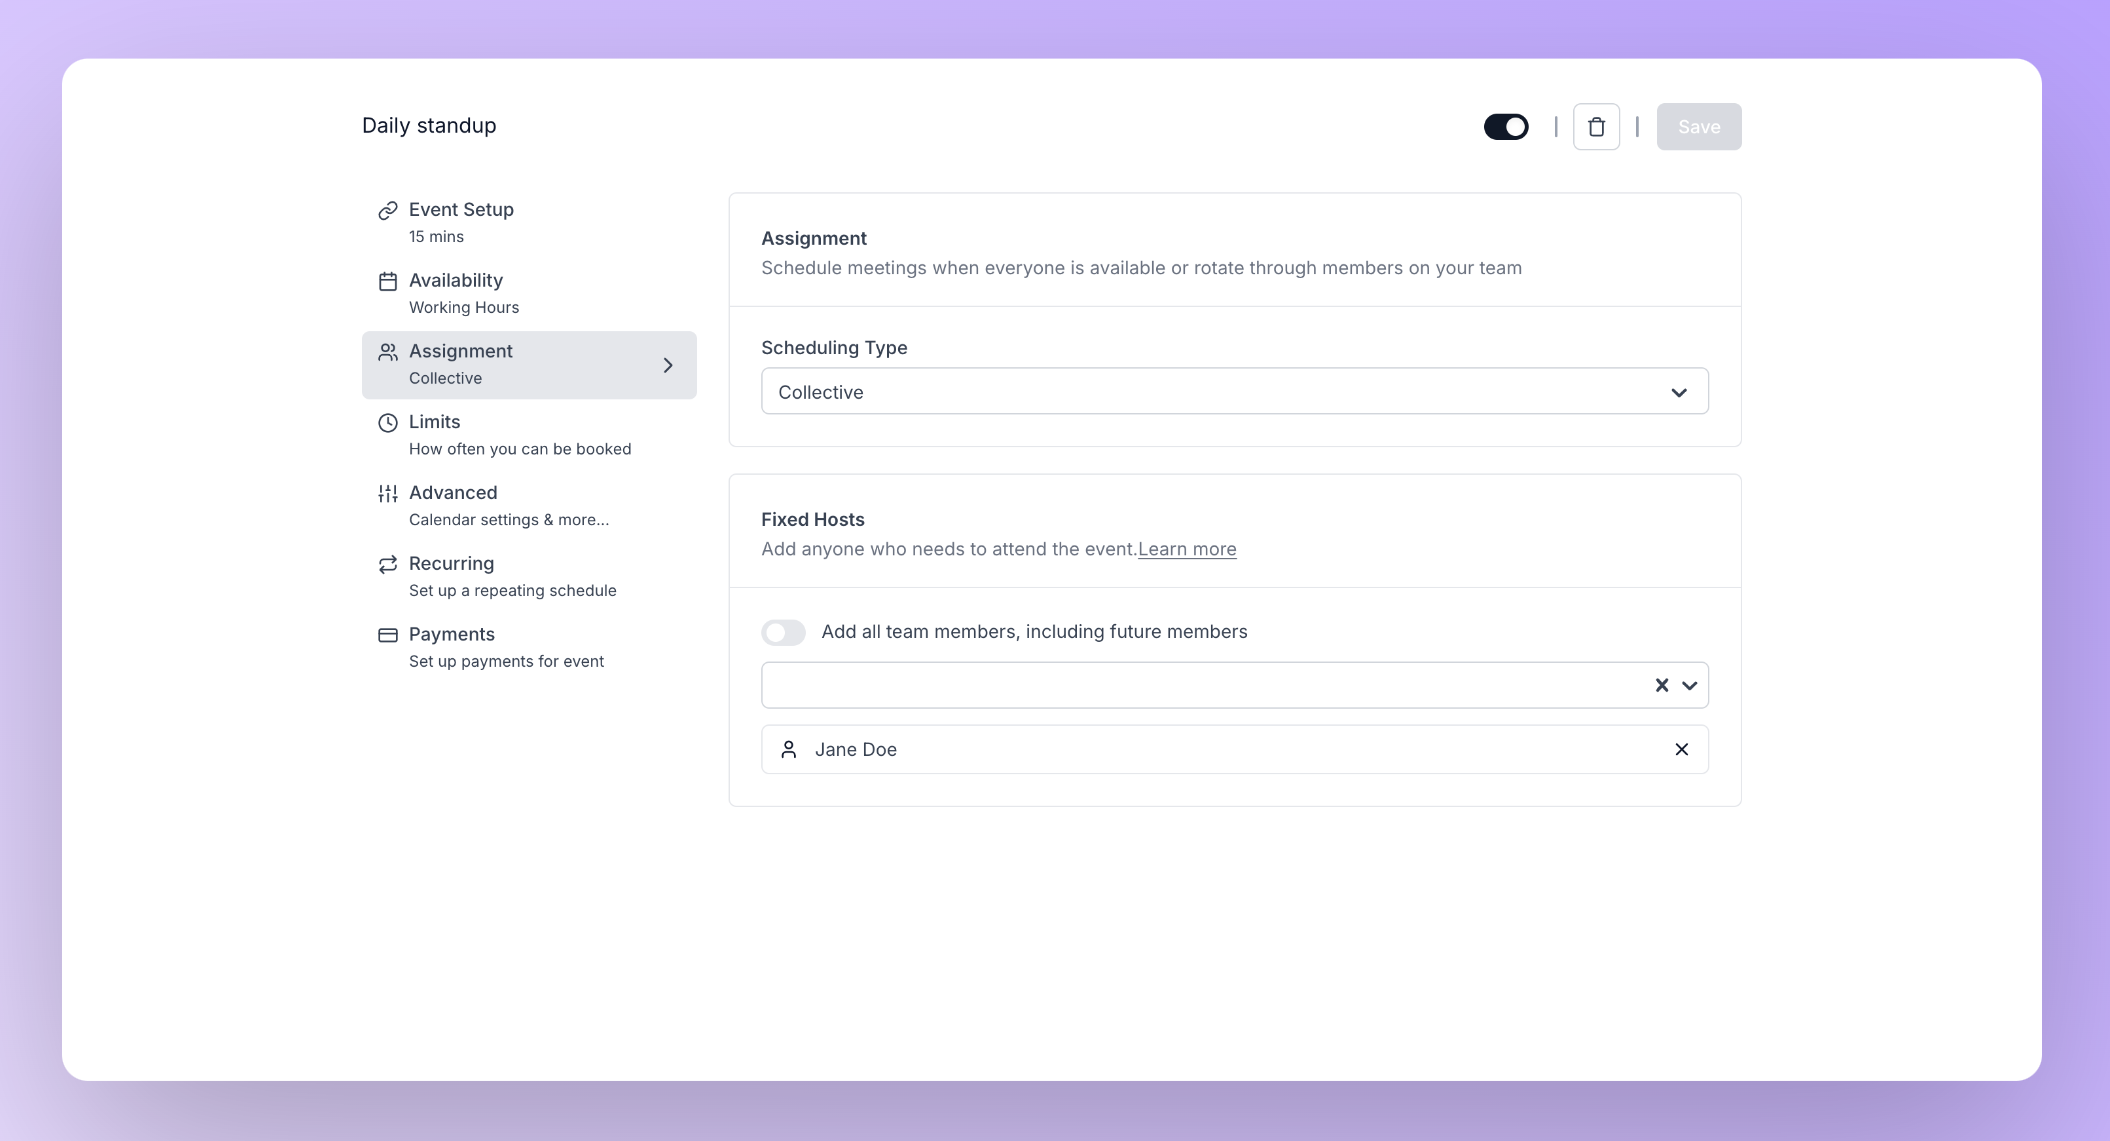 Daily standup
Save
Event Setup
15 mins
Availability
Working Hours
Assignment
Collective
Limits
How often you can be booked
Advanced
Calendar settings & more...
Recurring
Set up a repeating schedule
Payments
Set up payments for event
Assignment
Schedule meetings when everyone is available or rotate through members on your team
Scheduling Type
Collective
Fixed Hosts
Add anyone who needs to attend the event.Learn more
Add all team members, including future members
Jane Doe